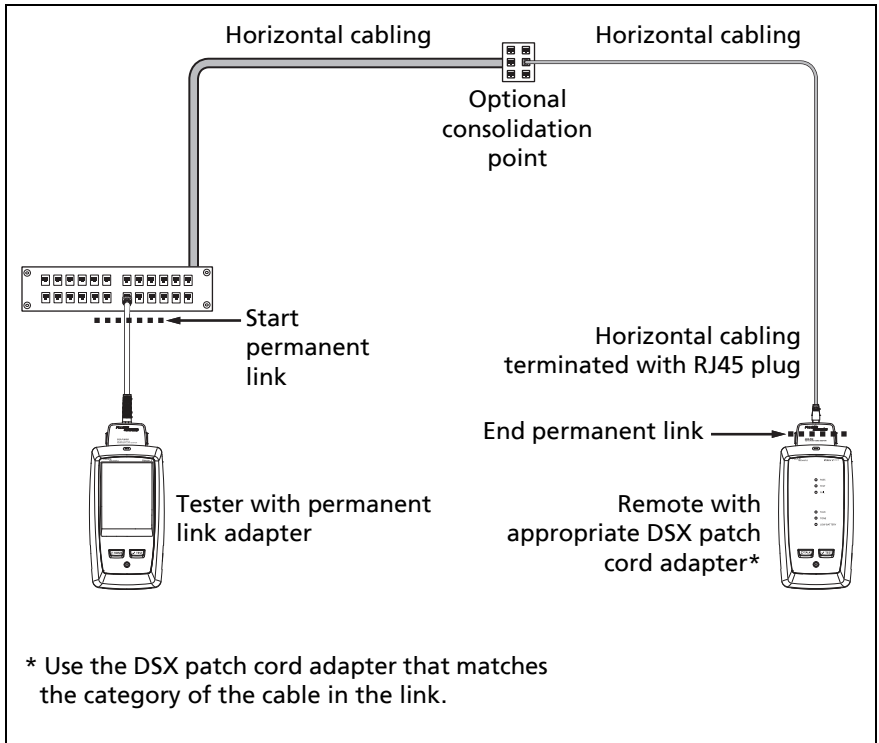 Horizontal cabling
Horizontal cabling
Optional
consolidation
point
Start
permanent
link
Horizontal cabling
terminated with RJ45 plug
End permanent link
Tester with permanent
link adapter
Remote with
appropriate DSX patch
cord adapter*
* Use the DSX patch cord adapter that matches
the category of the cable in the link.